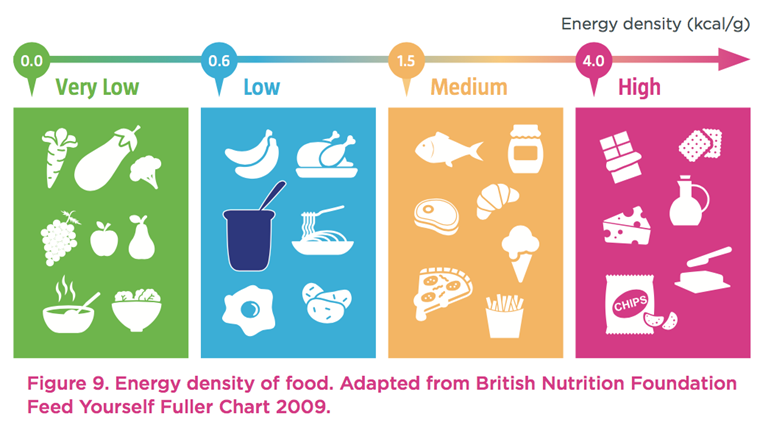 Energy density (kcal/g)
0.0
0.6
1.5
4.0
Very Low
Low
Medium
High
CHIPS
Figure 9. Energy density of food. Adapted from British Nutrition Foundation
Feed Yourself Fuller Chart 2009.